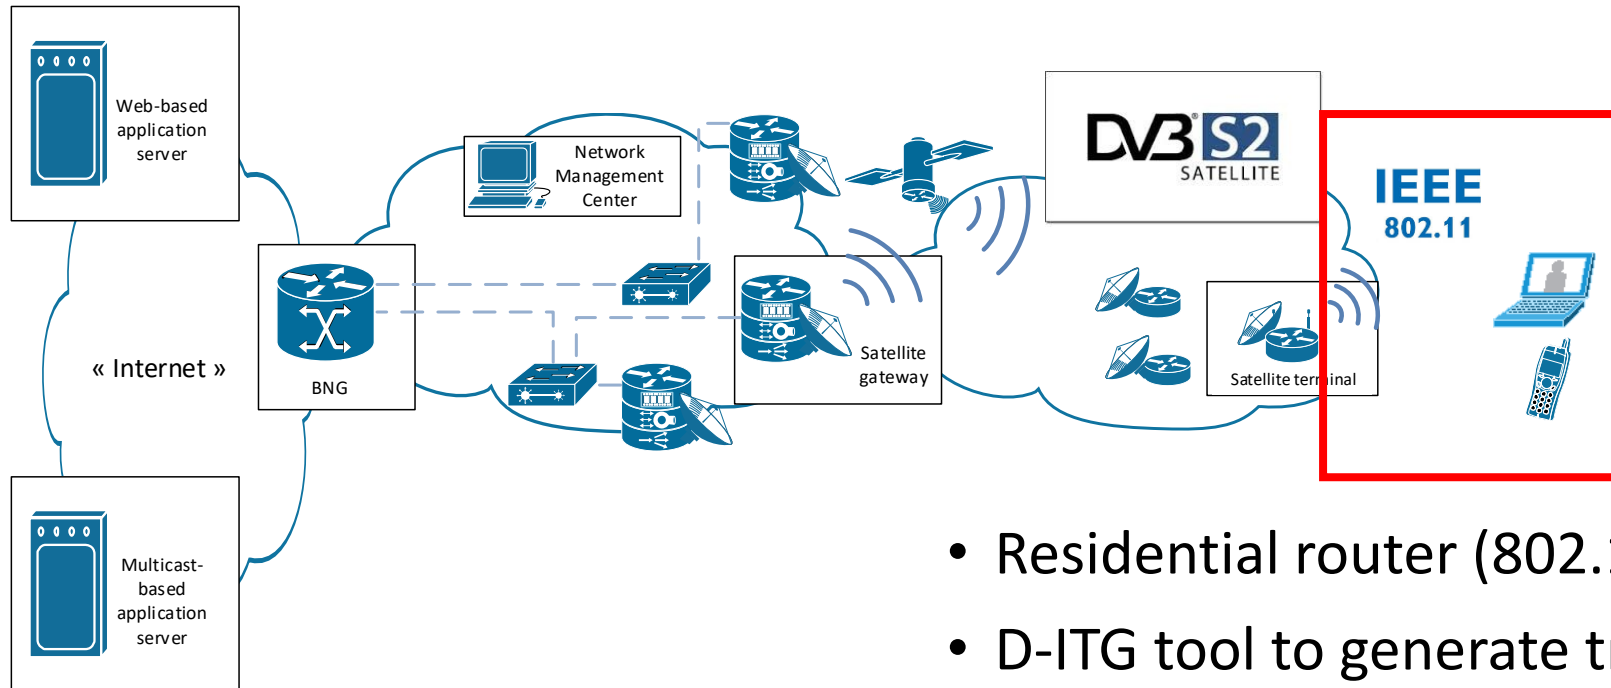 Web-based
application
server
Network
Management
Center
DVB S2
SATELLITE
IEEE
802.11
« Internet »
BNG
Satellite
gateway
Satellite terminal
Multicast-
based
application
server
• Residential router (802.
• D-ITG tool to generate